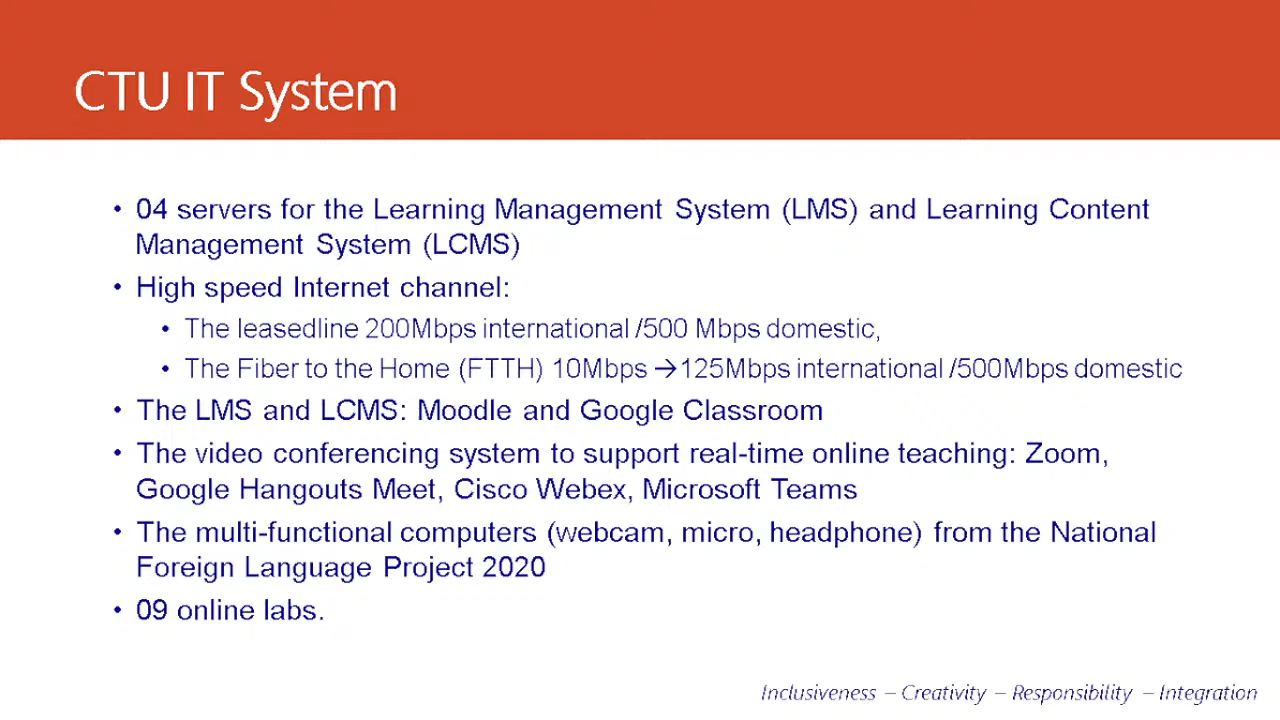 CTU IT System
• 04 servers for the Learning Management System (LMS) and Learning Content
Management System (LCMS)
• High speed Internet channel:
• The leasedline 200Mbps international /500 Mbps domestic,
• The Fiber to the Home (FTTH) 10Mbps →125Mbps international /500Mbps domestic
• The LMS and LCMS: Moodle and Google Classroom
• The video conferencing system to support real-time online teaching: Zoom,
Google Hangouts Meet, Cisco Webex, Microsoft Teams
• The multi-functional computers (webcam, micro, headphone) from the National
Foreign Language Project 2020
• 09 online labs.
Inclusiveness – Creativity – Responsibility – Integration